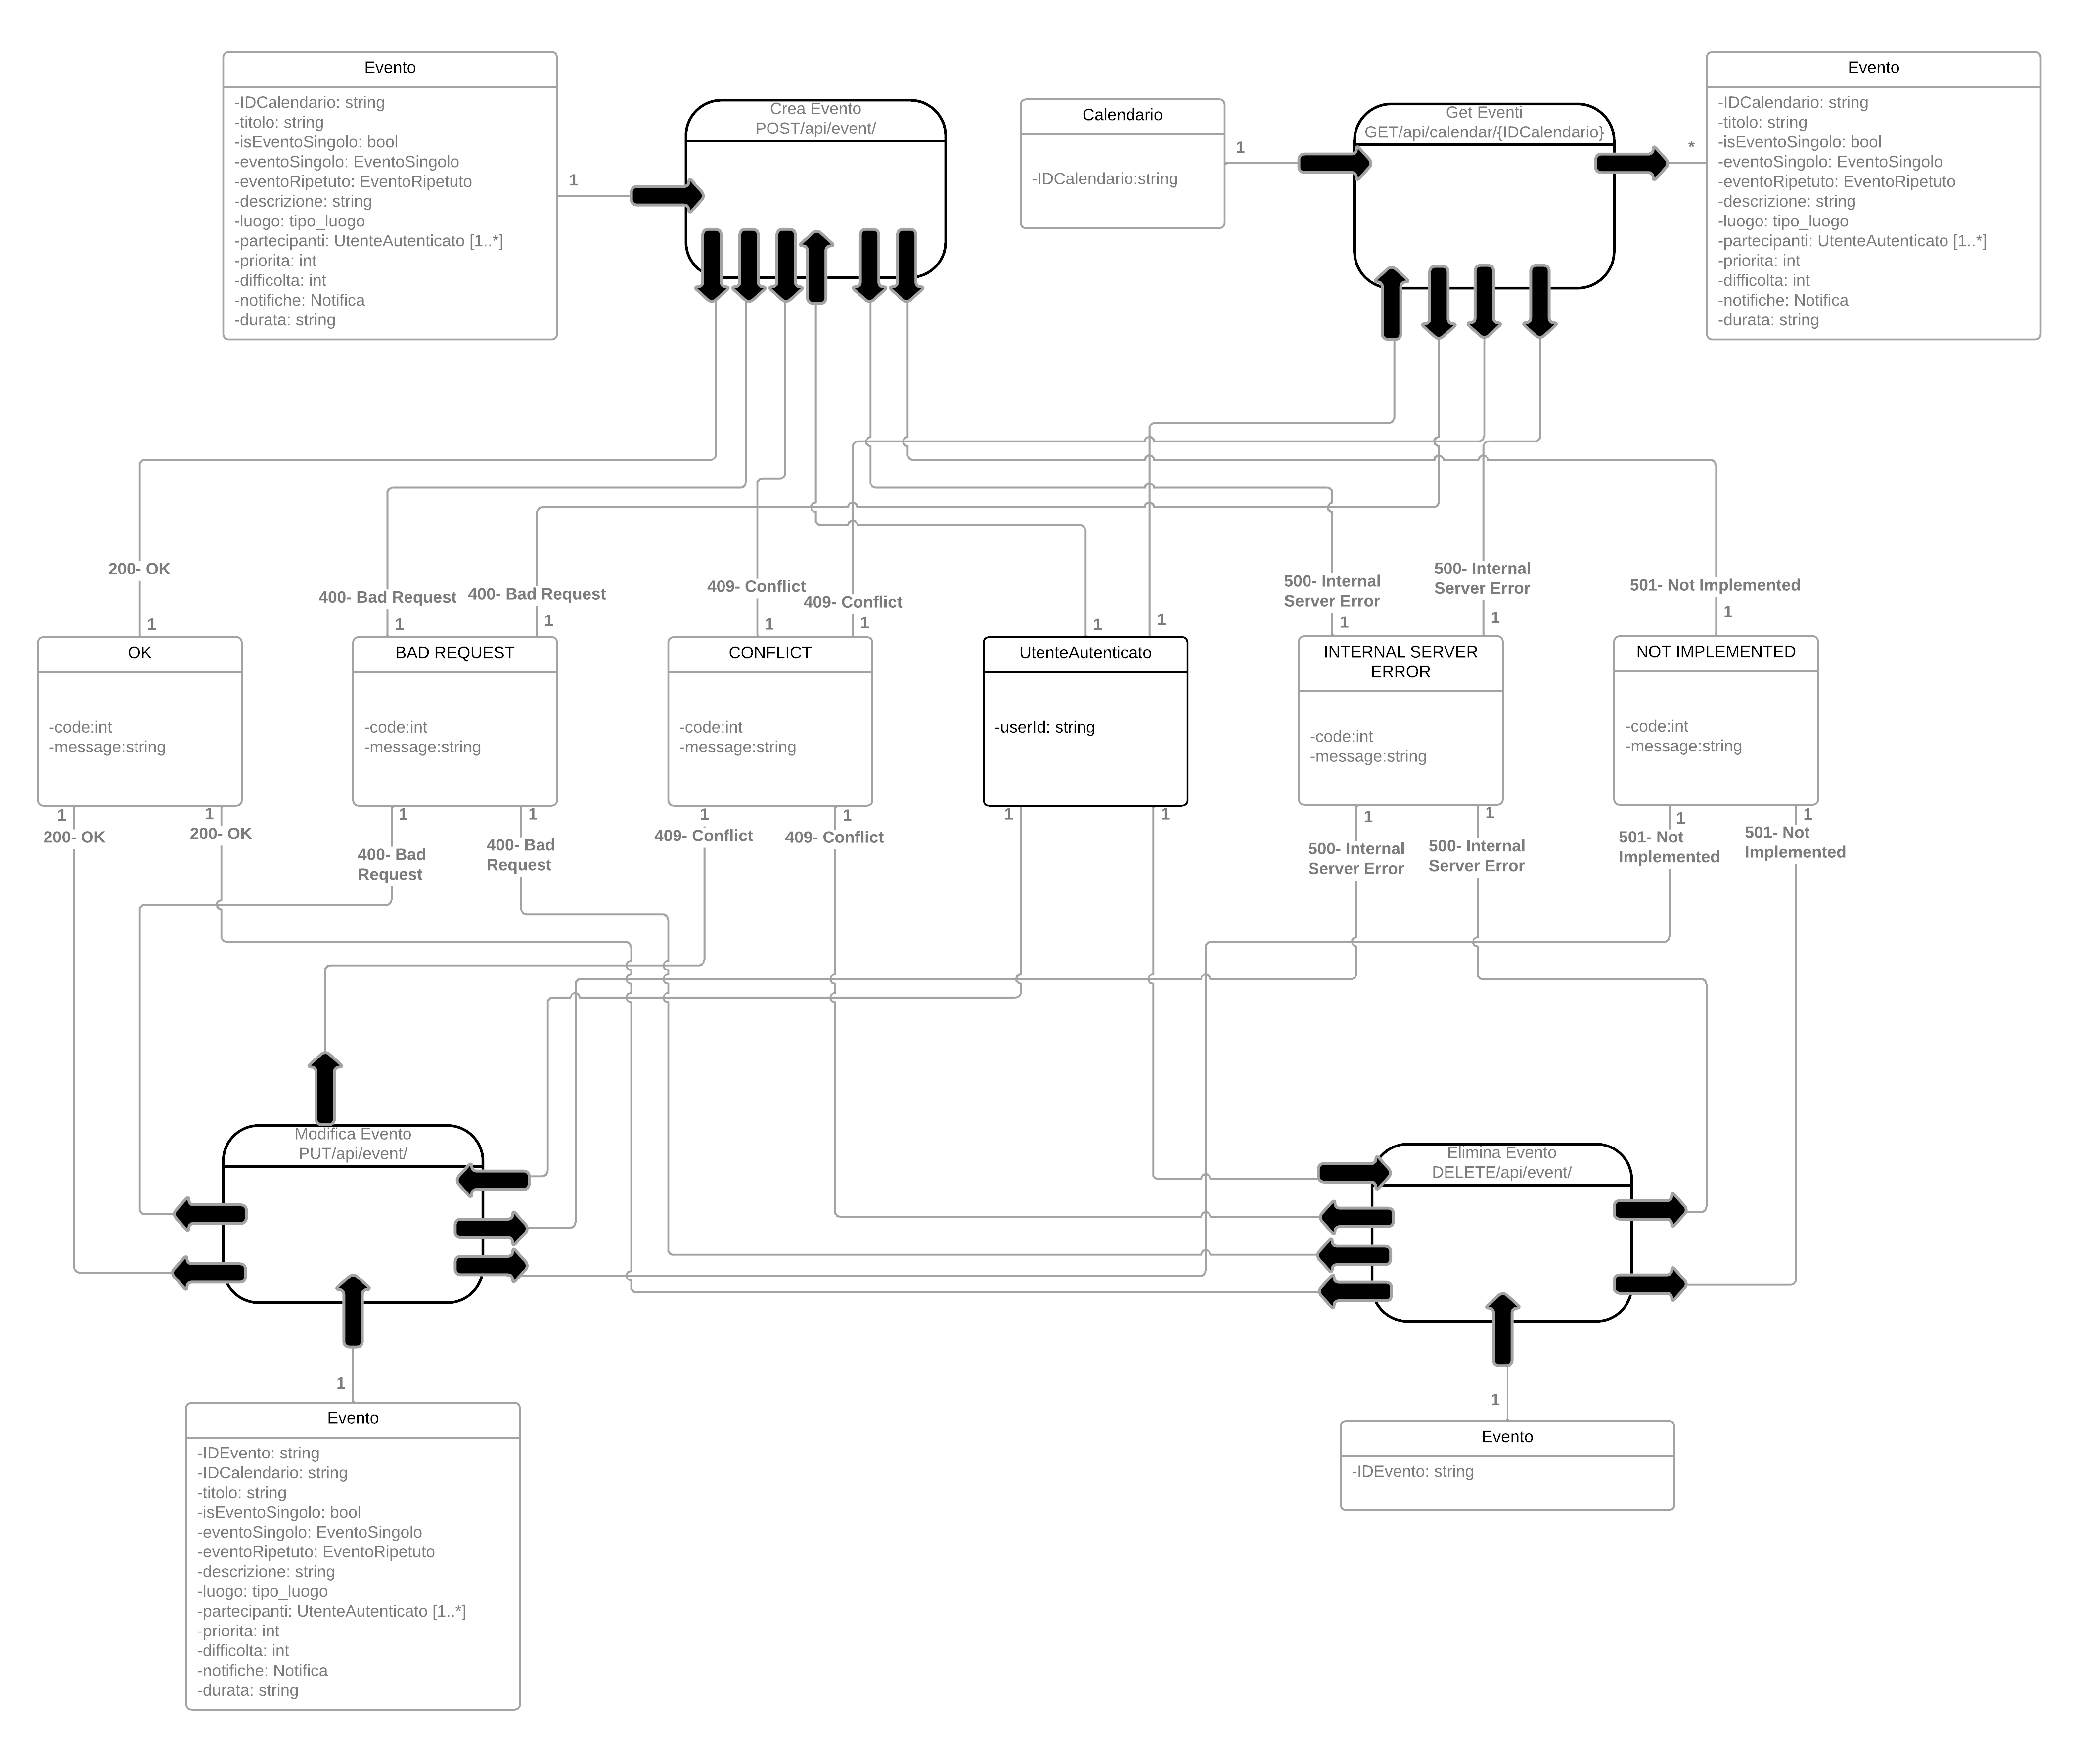 Evento
-IDCalendario: string
-titolo: string
-isEventoSingolo: bool
-eventoSingolo: EventoSingolo
-eventoRipetuto: EventoRipetuto
-descrizione: string
-luogo: tipo_luogo
-partecipanti: UtenteAutenticato [1..*]
-priorita: int
-difficolta: int
-notifiche: Notifica
-durata: string
1
Crea Evento
POST/api/event/
Calendario
-IDCalendario:string
1
Get Eventi
GET/api/calendar/{IDCalendario}
*
Evento
-IDCalendario: string
-titolo: string
-isEventoSingolo: bool
-eventoSingolo: EventoSingolo
-eventoRipetuto: EventoRipetuto
-descrizione: string
-luogo: tipo_luogo
-partecipanti: UtenteAutenticato [1..*]
-priorita: int
-difficolta: int
-notifiche: Notifica
-durata: string
200- OK
1
400- Bad Request
1
400- Bad Request
1
409- Conflict
1
409- Conflict
1
1
1
500- Internal
Server Error
1
500- Internal
Server Error
1
501- Not Implemented
1
OK
-code:int
-message:string
BAD REQUEST
-code:int
-message:string
CONFLICT
-code:int
-message:string
UtenteAutenticato
-userId: string
INTERNAL SERVER
ERROR
-code:int
-message:string
NOT IMPLEMENTED
-code:int
-message:string
1
200- OK
1
200- OK
1
400- Bad
Request
1
400- Bad
Request
1
409- Conflict
1
409- Conflict
1
1
1
500- Internal
Server Error
1
500- Internal
Server Error
1
501- Not
Implemented
1
501- Not
Implemented
Modifica Evento
PUT/api/event/
Elimina Evento
DELETE/api/event/
1
Evento
-IDEvento: string
-IDCalendario: string
-titolo: string
-isEventoSingolo: bool
-eventoSingolo: EventoSingolo
-eventoRipetuto: EventoRipetuto
-descrizione: string
-luogo: tipo_luogo
-partecipanti: UtenteAutenticato [1..*]
-priorita: int
-difficolta: int
-notifiche: Notifica
-durata: string
1
Evento
-IDEvento: string